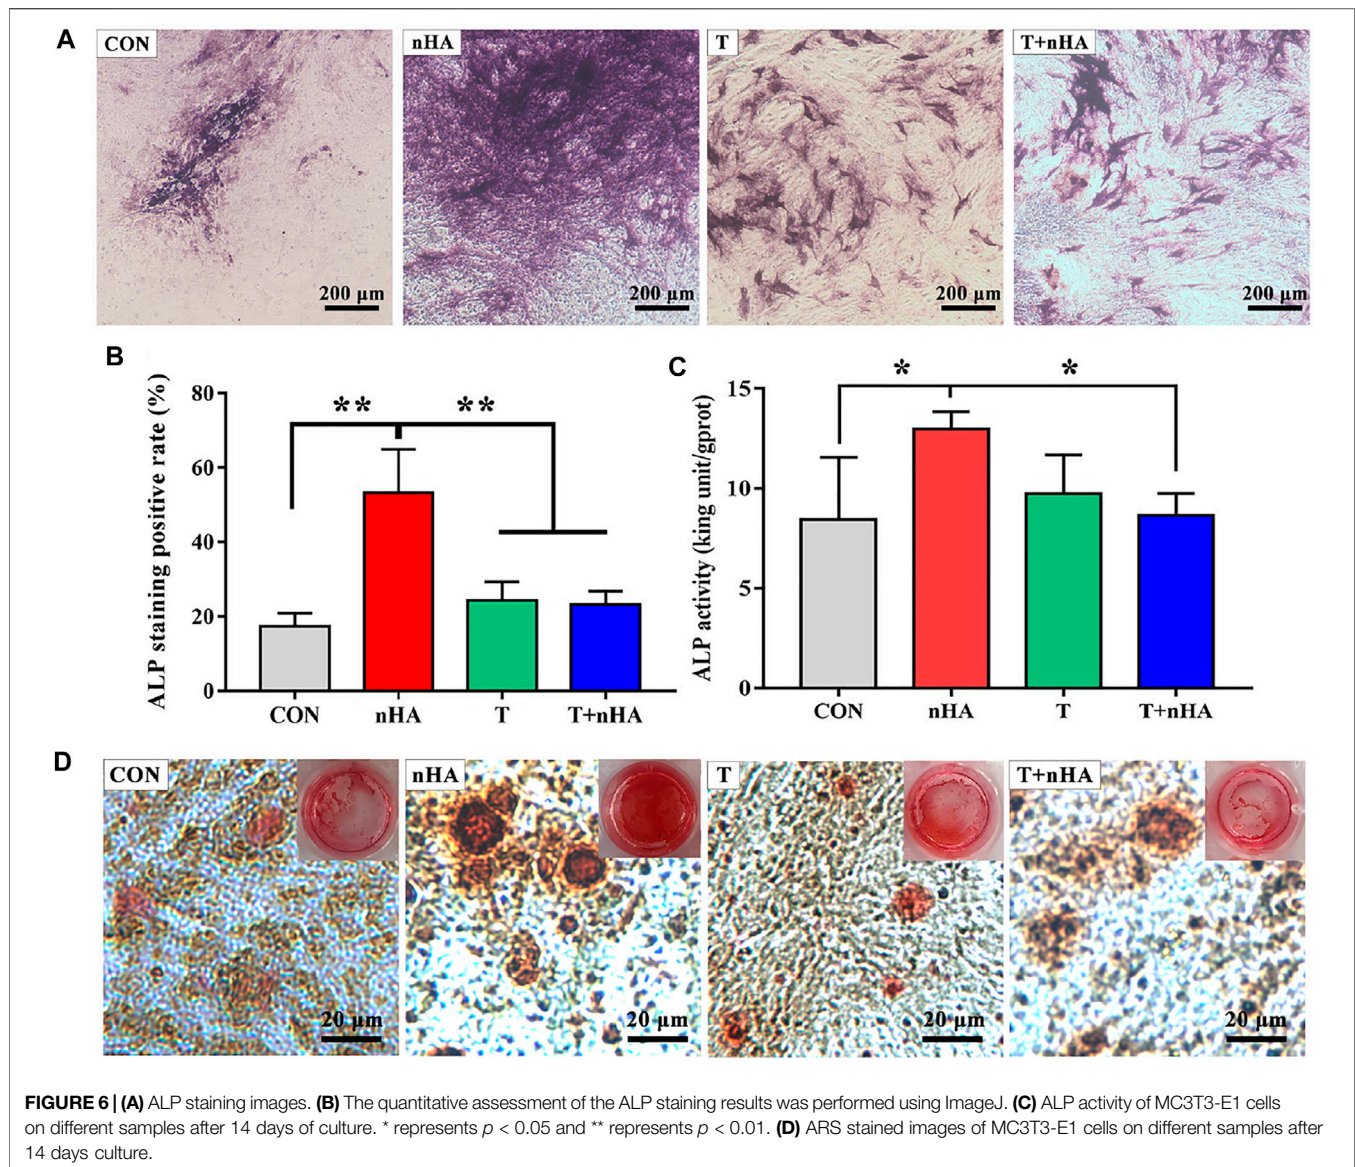 A
CON
nHA
T
T+nHA
200 µm
200 µm
200 µm
200 µm
B
ALP staining positive rate (%)
80
60
40
20
0
**
**
CON
nHA
T
T+nHA
C
ALP activity (king unit/gprot)
15
10
5
0
*
*
CON
nHA
T
T+nHA
D
CON
nHA
T
T+nHA
20 µm
20 µm
20 µm
20 µm
FIGURE 6 | (A) ALP staining images. (B) The quantitative assessment of the ALP staining results was performed using ImageJ. (C) ALP activity of MC3T3-E1 cells
on different samples after 14 days of culture. * represents p < 0.05 and ** represents p < 0.01. (D) ARS stained images of MC3T3-E1 cells on different samples after
14 days culture.